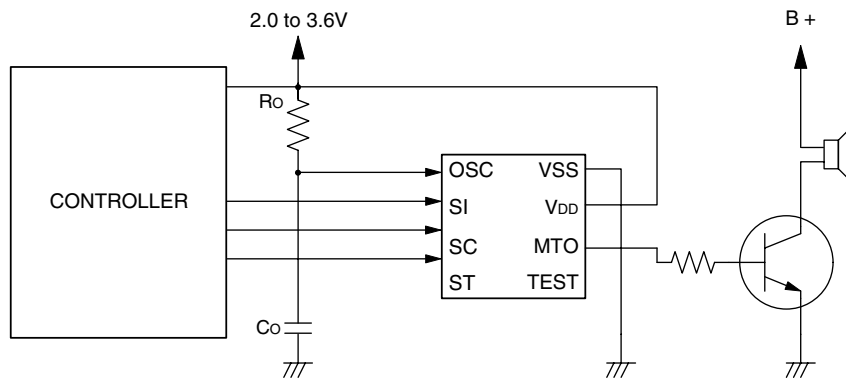 2.0 to 3.6V
B +
RO
CONTROLLER
OSC VSS
SI VDD
SC MTO
ST TEST
CO